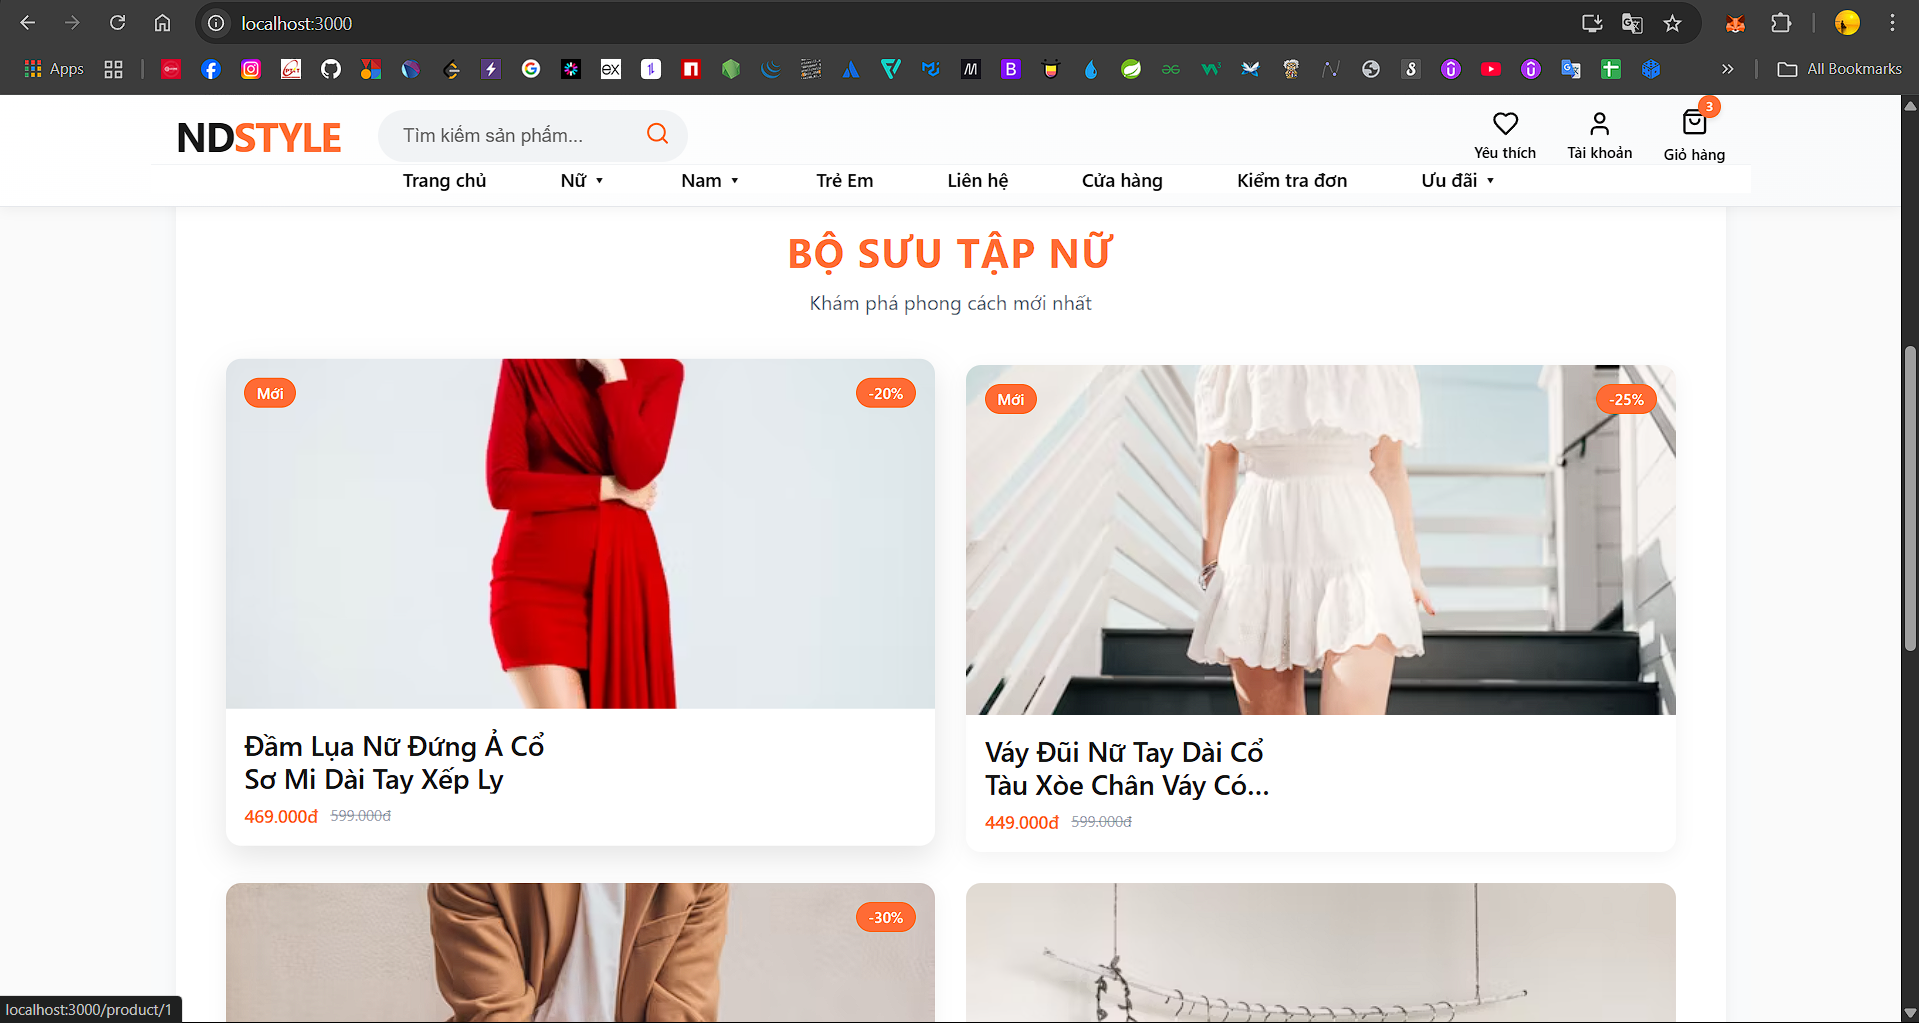 localhost:3000
Apps
All Bookmarks
NDSTYLE
Tìm kiếm sản phẩm...
Yêu thích
Tài khoản
3
Giỏ hàng
Trang chủ
Nữ
Nam
Trẻ Em
Liên hệ
Cửa hàng
Kiểm tra đơn
Ưu đãi
BỘ SƯU TẬP NỮ
Khám phá phong cách mới nhất
Mới
-20%
Đầm Lụa Nữ Đứng Ả Cổ
Sơ Mi Dài Tay Xếp Ly
469.000đ 599.000đ
Mới
-25%
Váy Đũi Nữ Tay Dài Cổ
Tàu Xòe Chân Váy Có...
449.000đ 599.000đ
-30%
localhost:3000/product/1